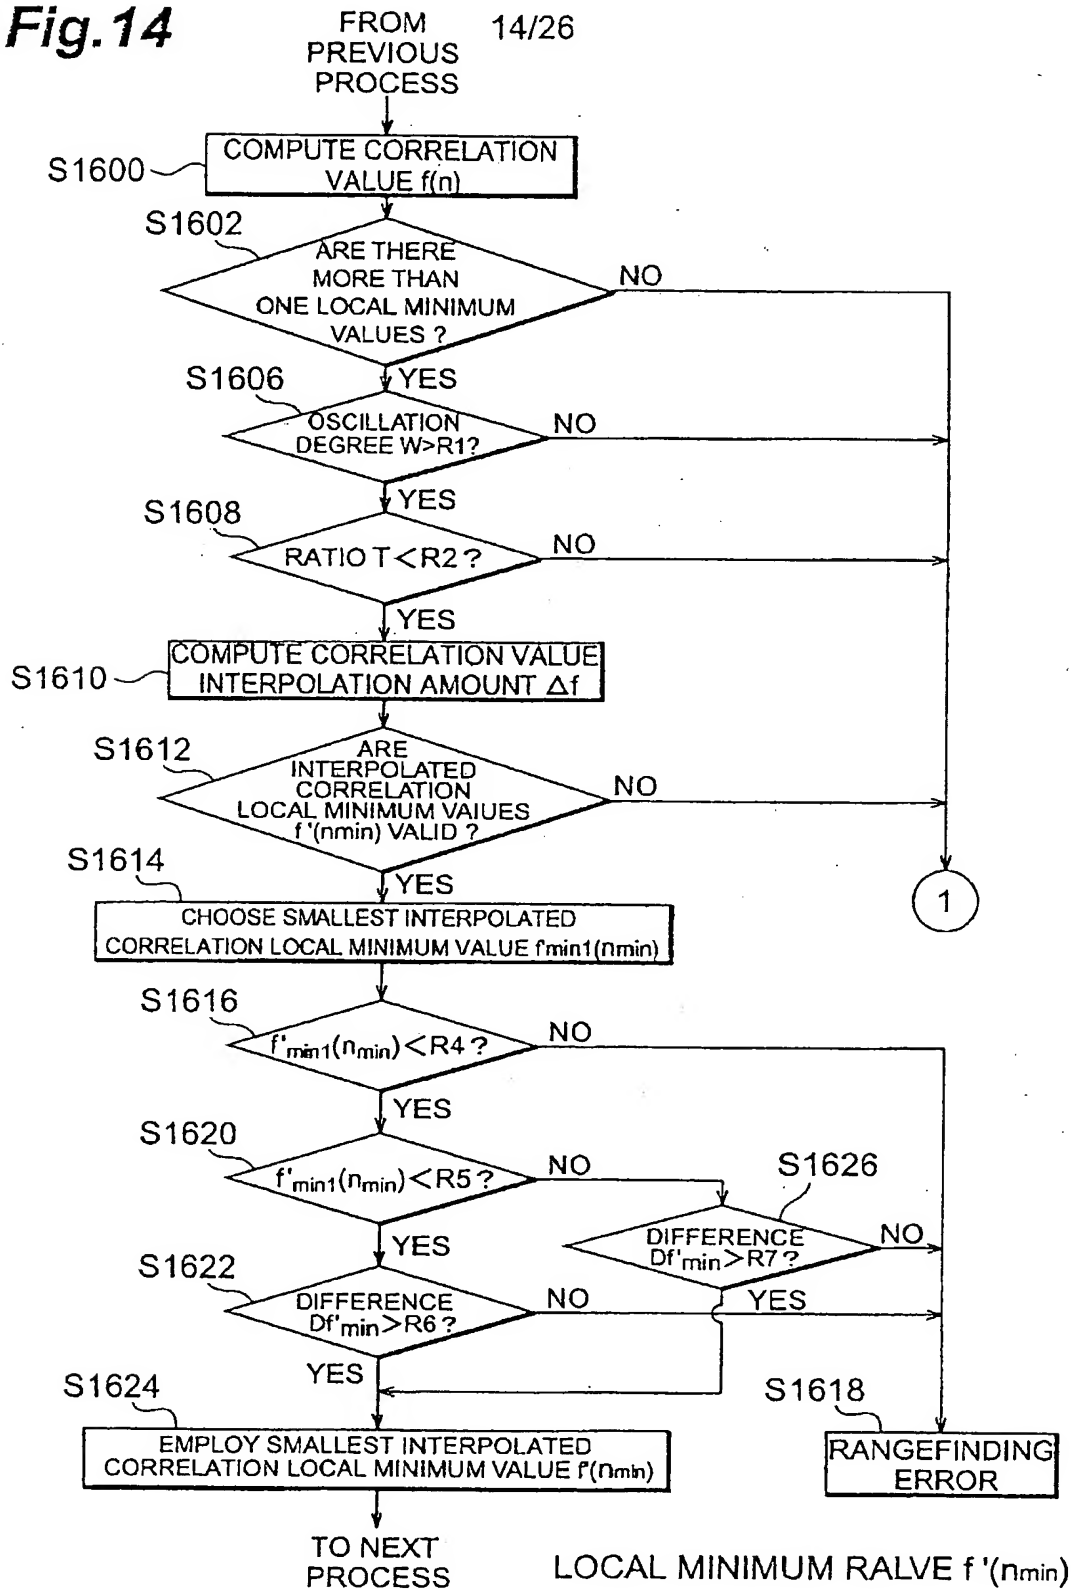 Fig.14
14/26
FROM
PREVIOUS
PROCESS
S1600
COMPUTE CORRELATION
VALUE f(n)
S1602
ARE THERE
MORE THAN
ONE LOCAL MINIMUM
VALUES ?
NO
YES
S1606
OSCILLATION
DEGREE W>R1?
NO
YES
S1608
RATIO T<R2 ?
NO
YES
S1610
COMPUTE CORRELATION VALUE
INTERPOLATION AMOUNT Δf
S1612
ARE
INTERPOLATED
CORRELATION
LOCAL MINIMUM VAIUES
f'(nmin) VALID ?
NO
YES
1
S1614
CHOOSE SMALLEST INTERPOLATED
CORRELATION LOCAL MINIMUM VALUE f'min1(nmin)
S1616
f'min1(nmin)<R4 ?
NO
YES
S1620
f'min1(nmin)<R5 ?
NO
YES
S1626
DIFFERENCE
Df'min>R7 ?
NO
YES
S1622
DIFFERENCE
Df'min>R6 ?
NO
YES
S1624
EMPLOY SMALLEST INTERPOLATED
CORRELATION LOCAL MINIMUM VALUE f'(nmin)
S1618
RANGEFINDING
ERROR
TO NEXT
PROCESS
LOCAL MINIMUM RALVE f'(nmin)